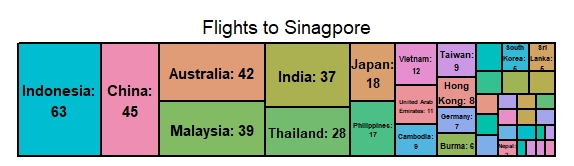 Flights to Sinagpore
Indonesia:
63
China:
45
Australia: 42
Malaysia: 39
India: 37
Thailand: 28
Japan:
18
Philippines:
17
Vietnam:
12
United Arab
Emirates: 11
Cambodia:
9
Taiwan:
9
Hong
Kong: 8
Germany:
7
Burma: 6
South
Korea:
Sri
Lanka:
Nepal: